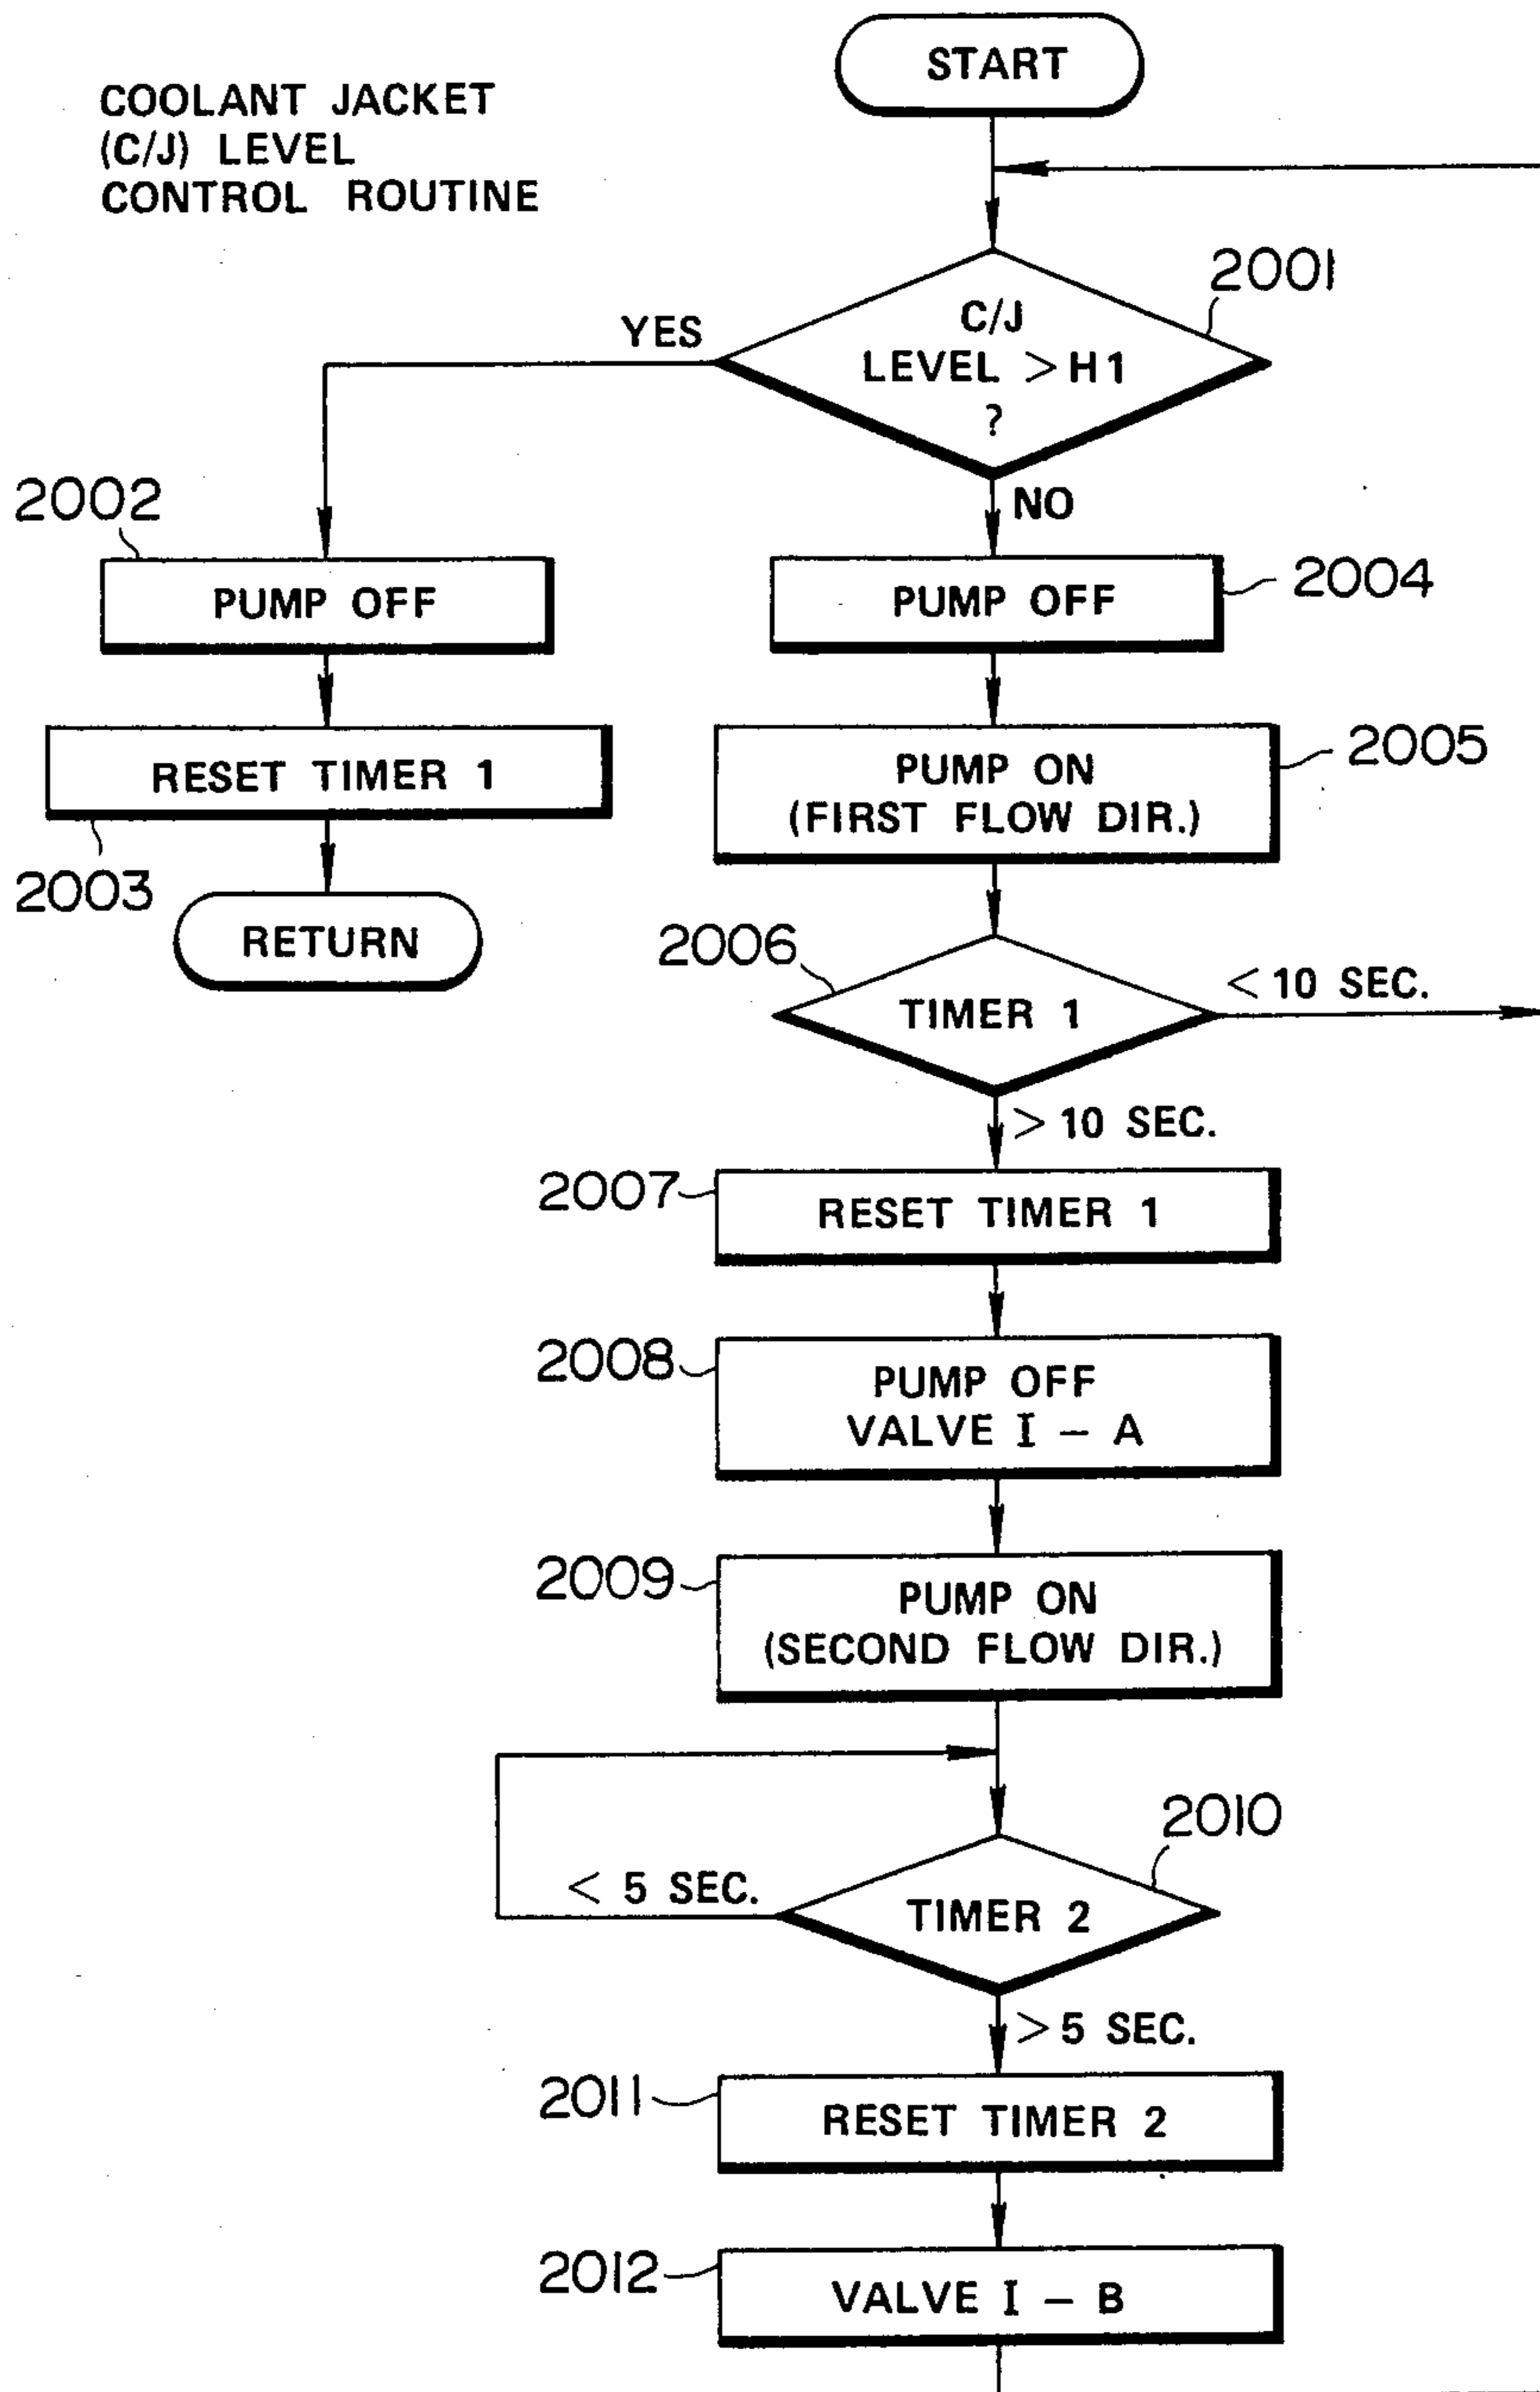 START
COOLANT JACKET
(C/J) LEVEL
CONTROL ROUTINE
2001
C/J
LEVEL > H1
?
YES
NO
2002
PUMP OFF
2004
PUMP OFF
RESET TIMER 1
2003
RETURN
2005
PUMP ON
(FIRST FLOW DIR.)
2006
TIMER 1
< 10 SEC.
> 10 SEC.
2007
RESET TIMER 1
2008
PUMP OFF
VALVE I – A
2009
PUMP ON
(SECOND FLOW DIR.)
2010
< 5 SEC.
TIMER 2
> 5 SEC.
2011
RESET TIMER 2
2012
VALVE I – B